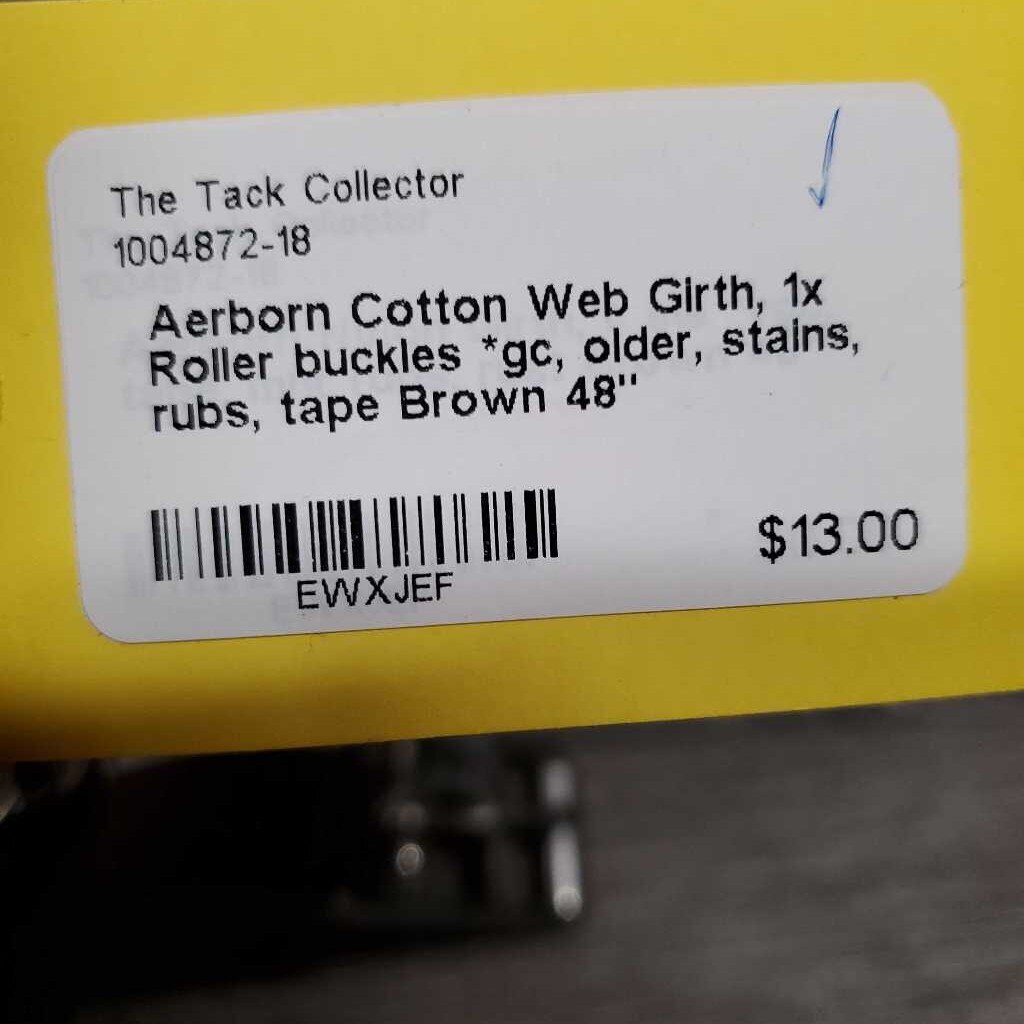 The Tack Collector
1004872-18
Aerborn Cotton Web Girth, 1x
Roller buckles *gc, older, stains,
rubs, tape Brown 48"
EWXJEF
$13.00